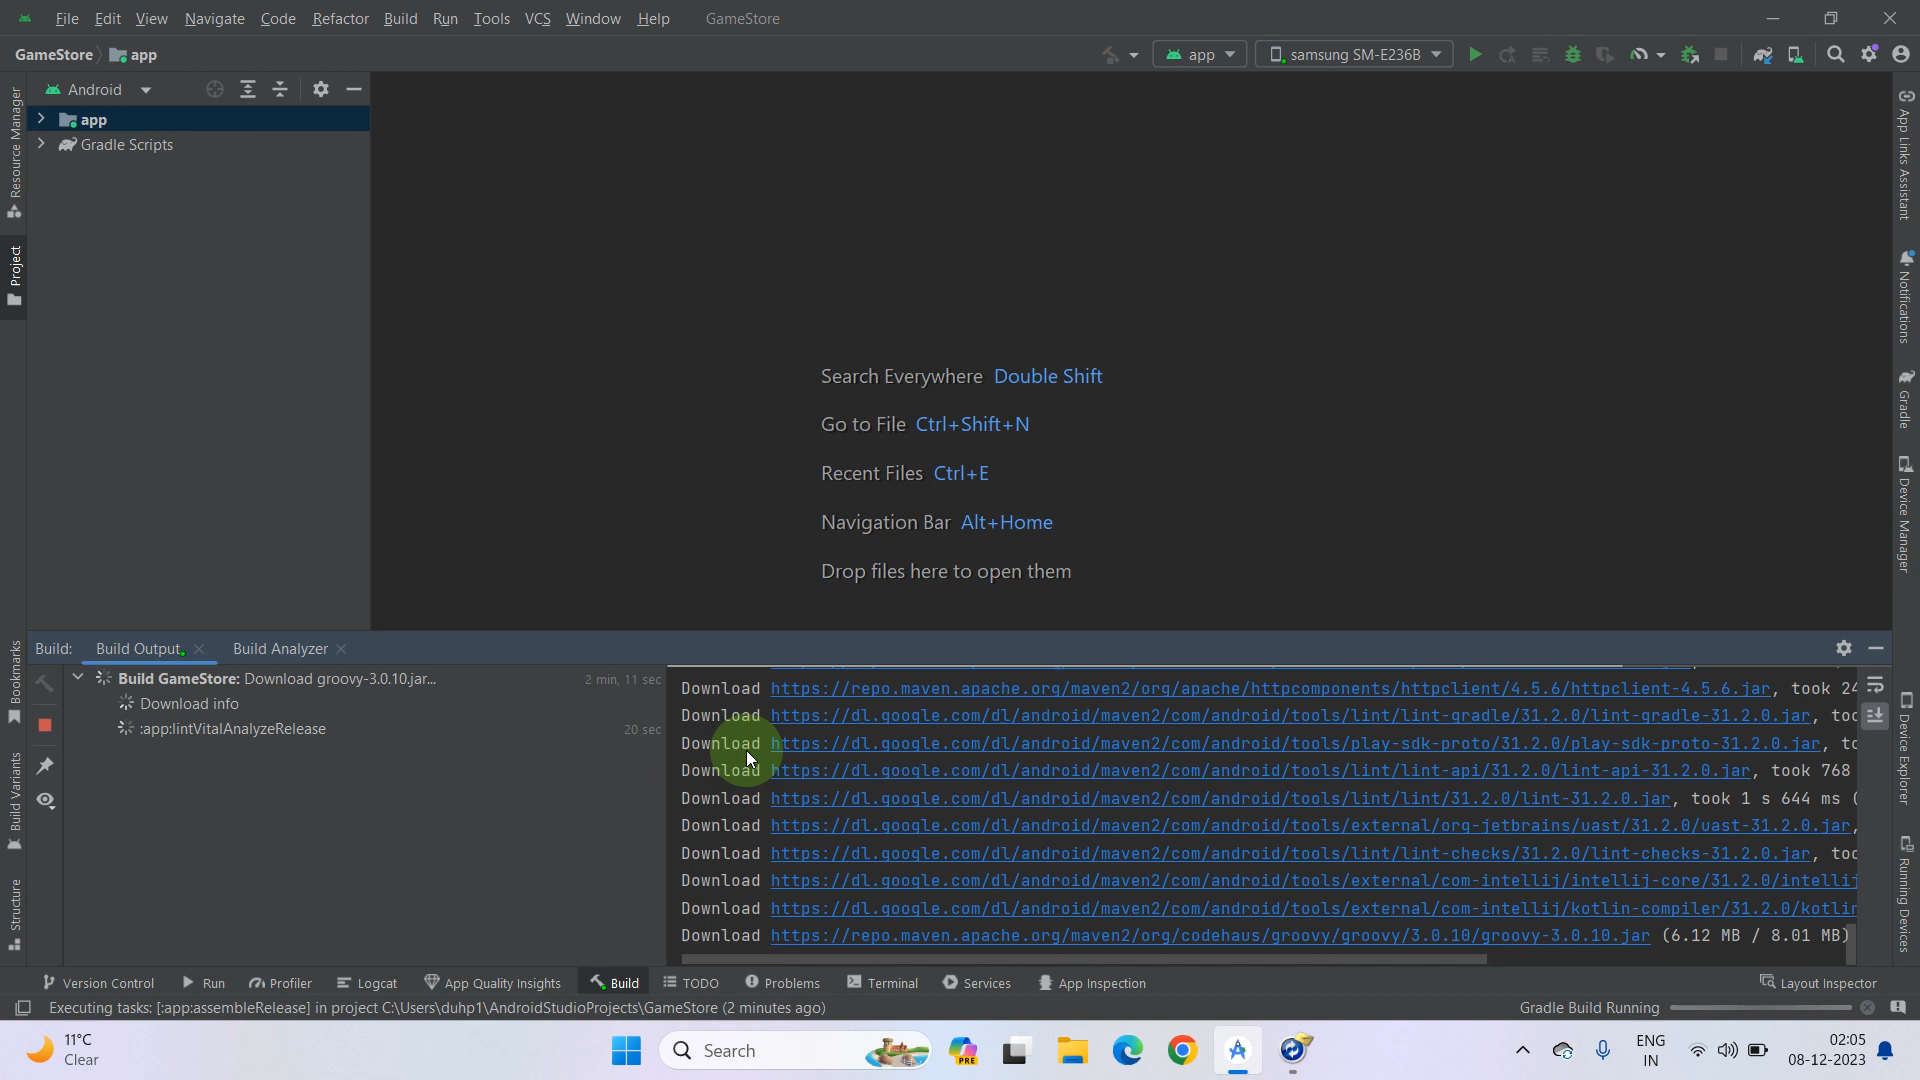 File Edit View Navigate Code Refactor Build Run Tools VCS Window Help GameStore
GameStore app
app samsung SM-E236B
Android
app
Gradle Scripts
Resource Manager
Project
Bookmarks
Build Variants
Structure
App Links Assistant
Notifications
Gradle
Device Manager
Device Explorer
Running Devices
Search Everywhere Double Shift
Go to File Ctrl+Shift+N
Recent Files Ctrl+E
Navigation Bar Alt+Home
Drop files here to open them
Build: Build Output Build Analyzer
Build GameStore: Download groovy-3.0.10.jar... 2 min, 11 sec
Download info
:app:lintVitalAnalyzeRelease 20 sec
Download https://repo.maven.apache.org/maven2/org/apache/httpcomponents/httpclient/4.5.6/httpclient-4.5.6.jar, took 24
Download https://dl.google.com/dl/android/maven2/com/android/tools/lint/lint-gradle/31.2.0/lint-gradle-31.2.0.jar, too
Download https://dl.google.com/dl/android/maven2/com/android/tools/play-sdk-proto/31.2.0/play-sdk-proto-31.2.0.jar, to
Download https://dl.google.com/dl/android/maven2/com/android/tools/lint/lint-api/31.2.0/lint-api-31.2.0.jar, took 768
Download https://dl.google.com/dl/android/maven2/com/android/tools/lint/lint/31.2.0/lint-31.2.0.jar, took 1 s 644 ms (
Download https://dl.google.com/dl/android/maven2/com/android/tools/external/org-jetbrains/uast/31.2.0/uast-31.2.0.jar,
Download https://dl.google.com/dl/android/maven2/com/android/tools/lint/lint-checks/31.2.0/lint-checks-31.2.0.jar, too
Download https://dl.google.com/dl/android/maven2/com/android/tools/external/com-intellij/intellij-core/31.2.0/intellij
Download https://dl.google.com/dl/android/maven2/com/android/tools/external/com-intellij/kotlin-compiler/31.2.0/kotlin
Download https://repo.maven.apache.org/maven2/org/codehaus/groovy/groovy/3.0.10/groovy-3.0.10.jar (6.12 MB / 8.01 MB)
Version Control Run Profiler Logcat App Quality Insights Build TODO Problems Terminal Services App Inspection Layout Inspector
Executing tasks: [:app:assembleRelease] in project C:\Users\duhp1\AndroidStudioProjects\GameStore (2 minutes ago) Gradle Build Running
11°C
Clear
Search
PRE
ENG
IN
02:05
08-12-2023